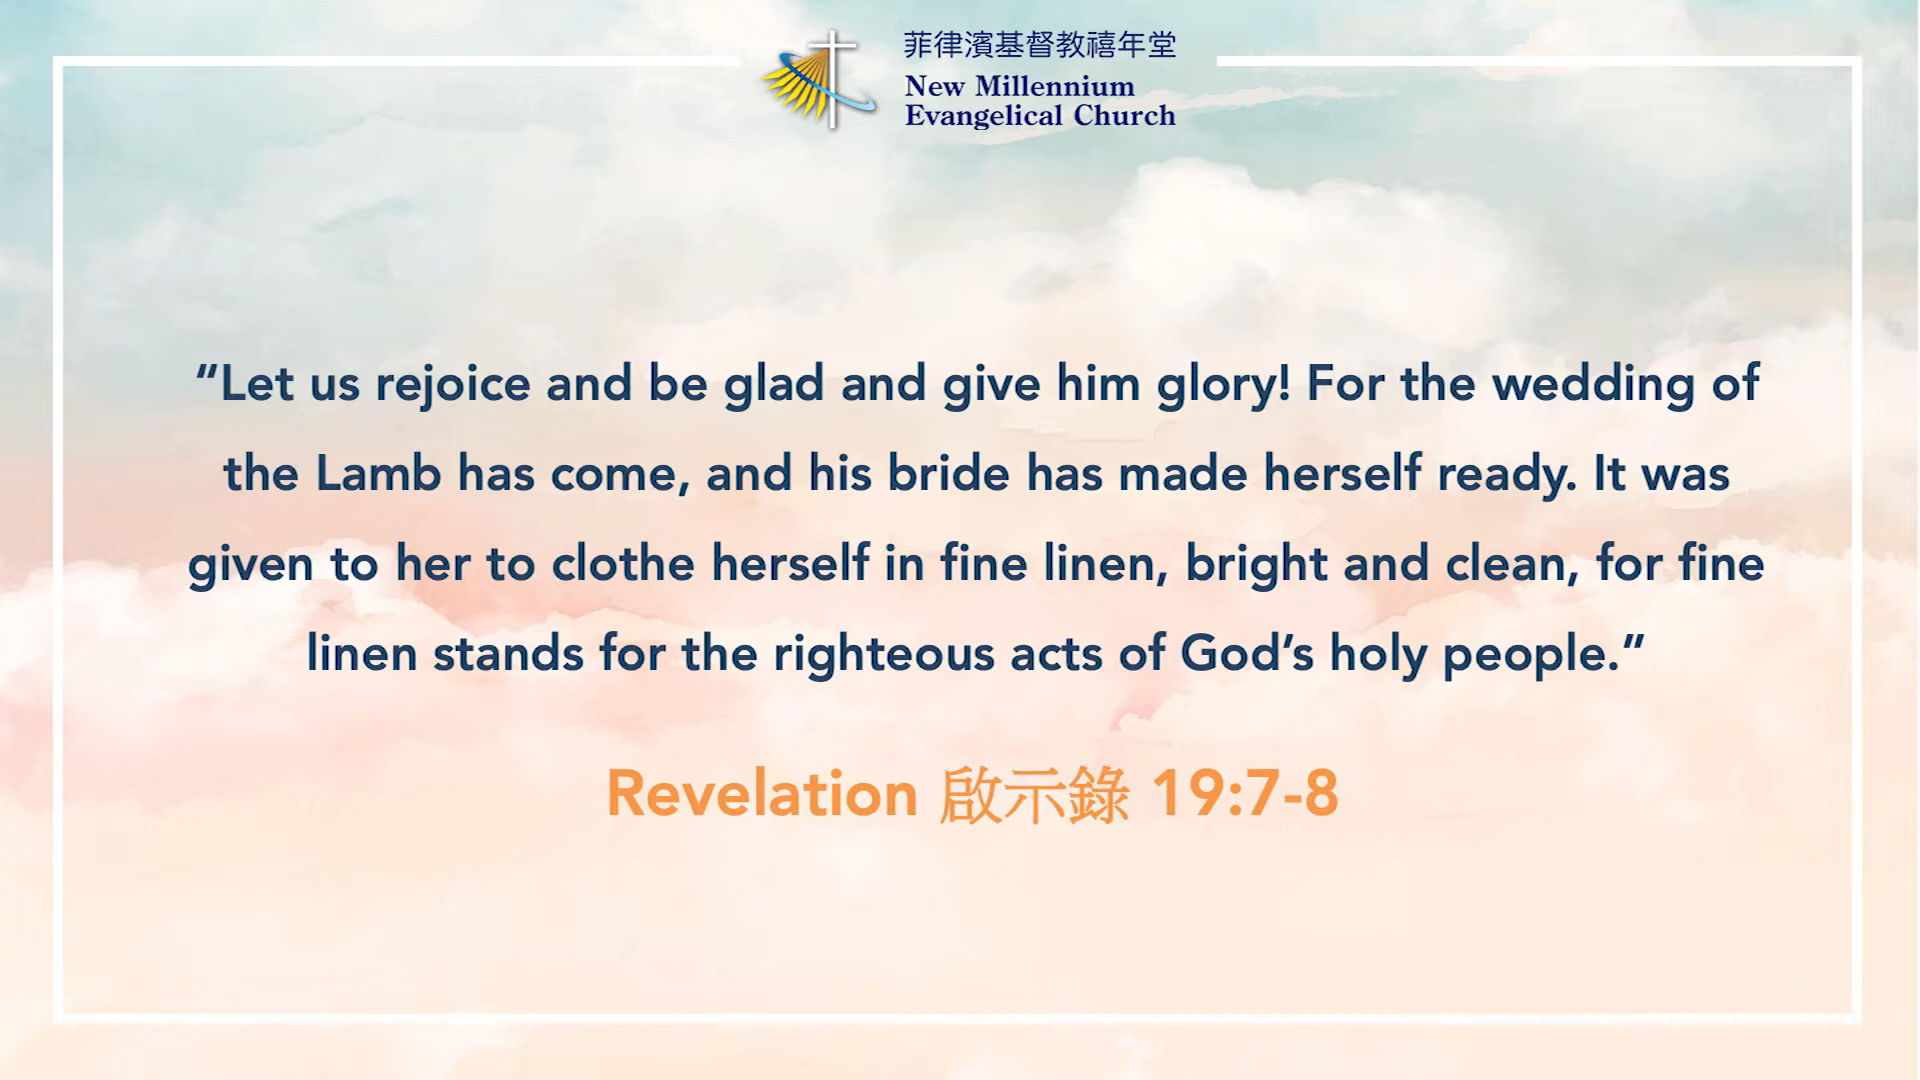 菲律濱基督教禧年堂
New Millennium
Evangelical Church
“Let us rejoice and be glad and give him glory! For the wedding of
the Lamb has come, and his bride has made herself ready. It was
given to her to clothe herself in fine linen, bright and clean, for fine
linen stands for the righteous acts of God’s holy people.”
Revelation 啟示錄 19:7-8